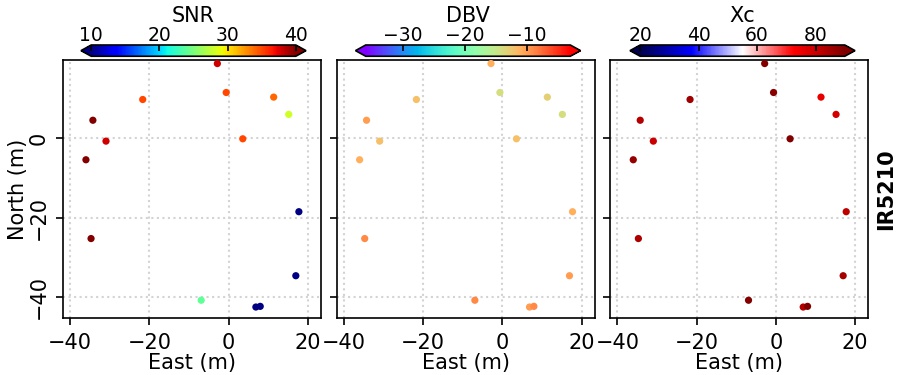 SNR DBV Xc
10 20 30 40 −30 −20 −10 20 40 60 80
North (m)
0
−20
−40
IR5210
−40 −20 0 20 −40 −20 0 20 −40 −20 0 20
East (m) East (m) East (m)